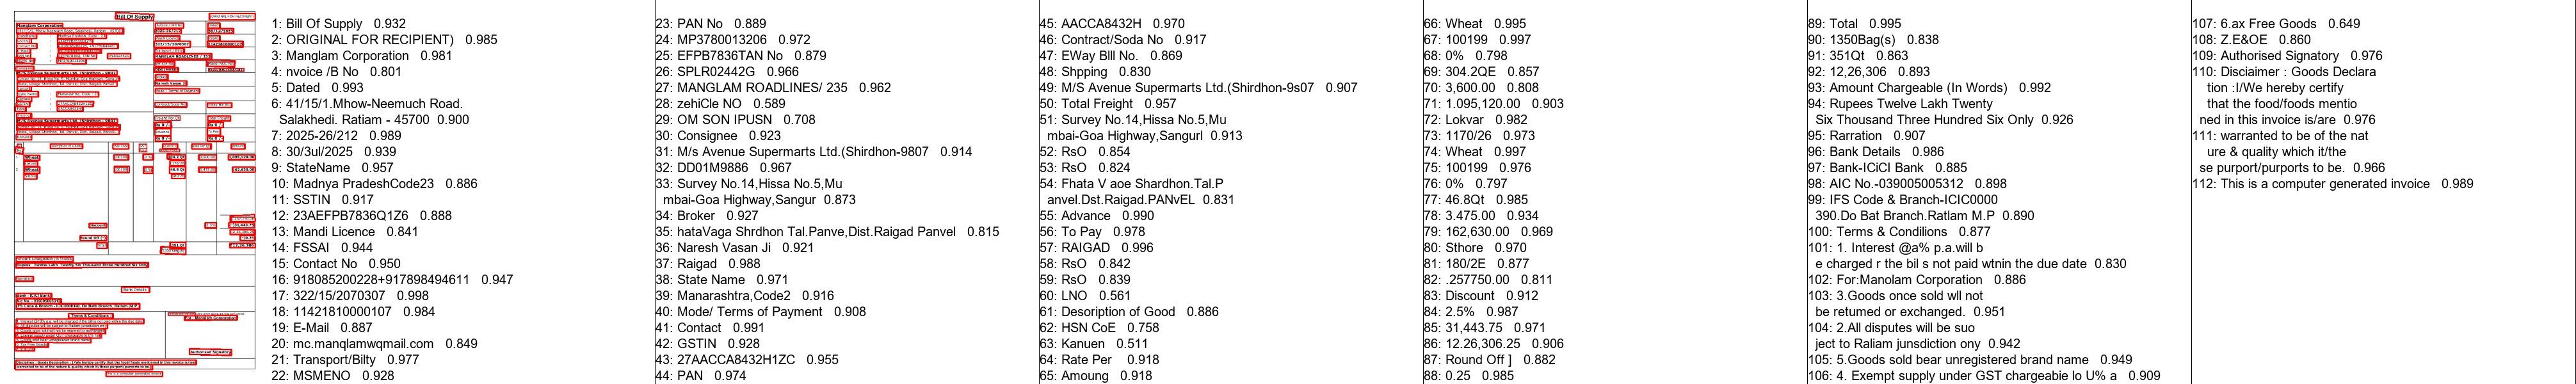 Bill Of Supply
1: Bill Of Supply 0.932
2: ORIGINAL FOR RECIPIENT) 0.985
3: Manglam Corporation 0.981
4: nvoice /B No 0.801
5: Dated 0.993
6: 41/15/1.Mhow-Neemuch Road.
Salakhedi. Ratiam - 45700 0.900
7: 2025-26/212 0.989
8: 30/3ul/2025 0.939
9: StateName 0.957
10: Madnya PradeshCode23 0.886
11: SSTIN 0.917
12: 23AEFPB7836Q1Z6 0.888
13: Mandi Licence 0.841
14: FSSAI 0.944
15: Contact No 0.950
16: 918085200228+917898494611 0.947
17: 322/15/2070307 0.998
18: 11421810000107 0.984
19: E-Mail 0.887
20: mc.manqlamwqmail.com 0.849
21: Transport/Bilty 0.977
22: MSMENO 0.928
23: PAN No 0.889
24: MP3780013206 0.972
25: EFPB7836TAN No 0.879
26: SPLR02442G 0.966
27: MANGLAM ROADLINES/ 235 0.962
28: zehiCle NO 0.589
29: OM SON IPUSN 0.708
30: Consignee 0.923
31: M/s Avenue Supermarts Ltd.(Shirdhon-9807 0.914
32: DD01M9886 0.967
33: Survey No.14,Hissa No.5,Mu
mbai-Goa Highway,Sangur 0.873
34: Broker 0.927
35: hataVaga Shrdhon Tal.Panve,Dist.Raigad Panvel 0.815
36: Naresh Vasan Ji 0.921
37: Raigad 0.988
38: State Name 0.971
39: Manarashtra,Code2 0.916
40: Mode/ Terms of Payment 0.908
41: Contact 0.991
42: GSTIN 0.928
43: 27AACCA8432H1ZC 0.955
44: PAN 0.974
45: AACCA8432H 0.970
46: Contract/Soda No 0.917
47: EWay Blll No. 0.869
48: Shpping 0.830
49: M/S Avenue Supermarts Ltd.(Shirdhon-9s07 0.907
50: Total Freight 0.957
51: Survey No.14,Hissa No.5,Mu
mbai-Goa Highway,Sangurl 0.913
52: RsO 0.854
53: RsO 0.824
54: Fhata V aoe Shardhon.Tal.P
anvel.Dst.Raigad.PANvEL 0.831
55: Advance 0.990
56: To Pay 0.978
57: RAIGAD 0.996
58: RsO 0.842
59: RsO 0.839
60: LNO 0.561
61: Desoription of Good 0.886
62: HSN CoE 0.758
63: Kanuen 0.511
64: Rate Per 0.918
65: Amoung 0.918
66: Wheat 0.995
67: 100199 0.997
68: 0% 0.798
69: 304.2QE 0.857
70: 3,600.00 0.808
71: 1.095,120.00 0.903
72: Lokvar 0.982
73: 1170/26 0.973
74: Wheat 0.997
75: 100199 0.976
76: 0% 0.797
77: 46.8Qt 0.985
78: 3.475.00 0.934
79: 162,630.00 0.969
80: Sthore 0.970
81: 180/2E 0.877
82: .257750.00 0.811
83: Discount 0.912
84: 2.5% 0.987
85: 31,443.75 0.971
86: 12.26,306.25 0.906
87: Round Off ] 0.882
88: 0.25 0.985
89: Total 0.995
90: 1350Bag(s) 0.838
91: 351Qt 0.863
92: 12,26,306 0.893
93: Amount Chargeable (In Words) 0.992
94: Rupees Twelve Lakh Twenty
Six Thousand Three Hundred Six Only 0.926
95: Rarration 0.907
96: Bank Details 0.986
97: Bank-ICiCI Bank 0.885
98: AIC No.-039005005312 0.898
99: IFS Code & Branch-ICIC0000
390.Do Bat Branch.Ratlam M.P 0.890
100: Terms & Condilions 0.877
101: 1. Interest @a% p.a.will b
e charged r the bil s not paid wtnin the due date 0.830
102: For:Manolam Corporation 0.886
103: 3.Goods once sold wll not
be returned or exchanged. 0.951
104: 2.All disputes will be suo
ject to Raliam junsdiction ony 0.942
105: 5.Goods sold bear unregistered brand name 0.949
106: 4. Exempt supply under GST chargeable lo U% a 0.909
107: 6.ax Free Goods 0.649
108: Z.E&OE 0.860
109: Authorised Signatory 0.976
110: Disclaimer : Goods Declara
tion :I/We hereby certify
that the food/foods mentio
ned in this invoice is/are 0.976
111: warranted to be of the nat
ure & quality which it/the
se purport/purports to be. 0.966
112: This is a computer generated invoice 0.989